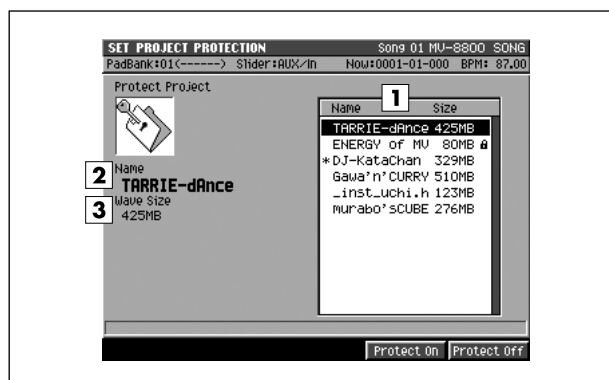 SET PROJECT PROTECTION Song 01 MV-8800 SONG
PadBank:01(------) Slider:AUX/In Now:0001-01-000 BPM: 87.00
Protect Project
1
Name Size
TARRIE-dAnce 425MB
ENERGY of MV 80MB
*DJ-KataChan 329MB
Gawa'n'CURRY 510MB
_inst_uchi.h 123MB
murabo'sCUBE 276MB
2
Name
TARRIE-dAnce
3
Wave Size
425MB
Protect On Protect Off